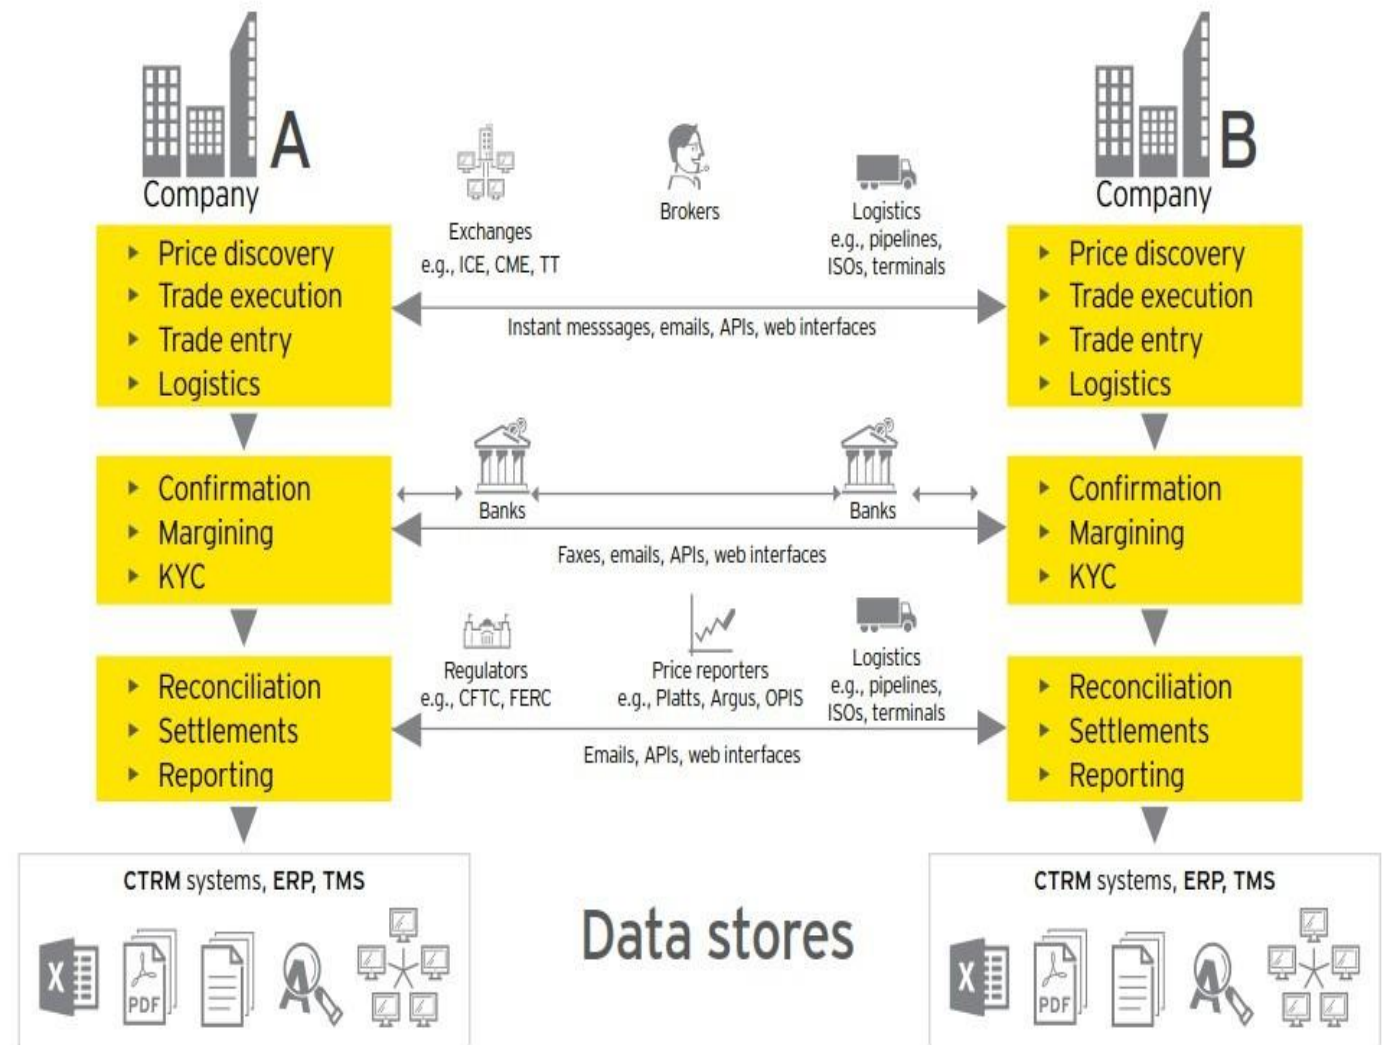 A
Company
B
Company
Exchanges
e.g., ICE, CME, TT
Brokers
Logistics
e.g., pipelines,
ISOs, terminals
Price discovery
Trade execution
Trade entry
Logistics
Instant messsages, emails, APIs, web interfaces
Price discovery
Trade execution
Trade entry
Logistics
Confirmation
Margining
KYC
Banks
Banks
Faxes, emails, APIs, web interfaces
Confirmation
Margining
KYC
Regulators
e.g., CFTC, FERC
Price reporters
e.g., Platts, Argus, OPIS
Logistics
e.g., pipelines,
ISOs, terminals
Reconciliation
Settlements
Reporting
Emails, APIs, web interfaces
Reconciliation
Settlements
Reporting
CTRM systems, ERP, TMS
X
PDF
A
Data stores
CTRM systems, ERP, TMS
X
PDF
A